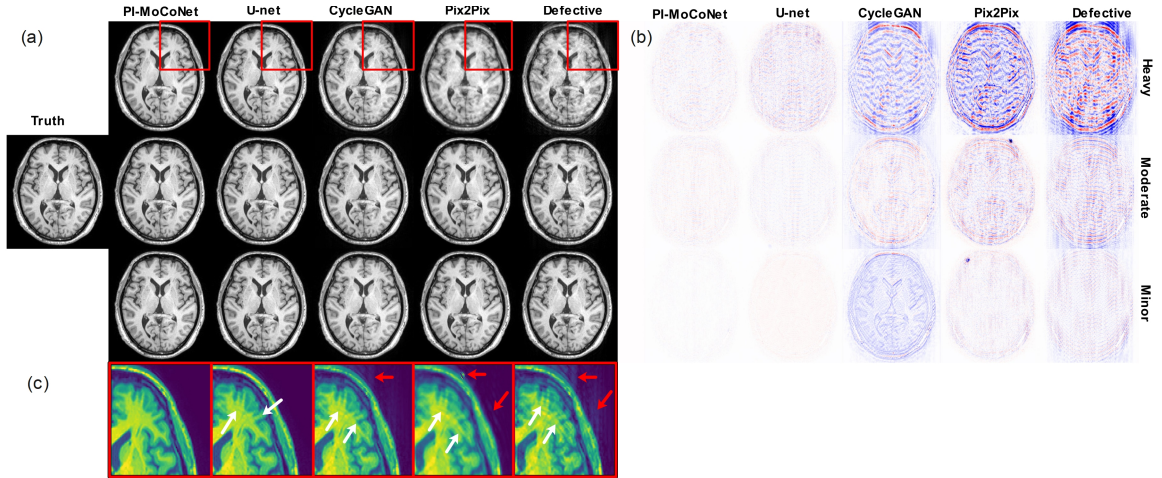 PI-MoCoNet U-net CycleGAN Pix2Pix Defective
(a)
Truth
(c)
PI-MoCoNet U-net CycleGAN Pix2Pix Defective
(b)
Heavy
Moderate
Minor